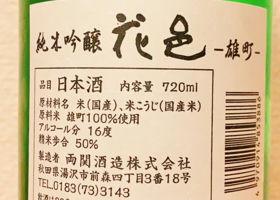 純米吟醸 花邑 -雄町-
品目 日本酒 内容量 720ml
原材料名 米(国産)、米こうじ(国産米)
原料米 雄町100%使用
アルコール分 16度
精米歩合 50%
製造者 両関酒造株式会社
秋田県湯沢市前森四丁目3番18号
TEL.0183(73)3143
4970914853886